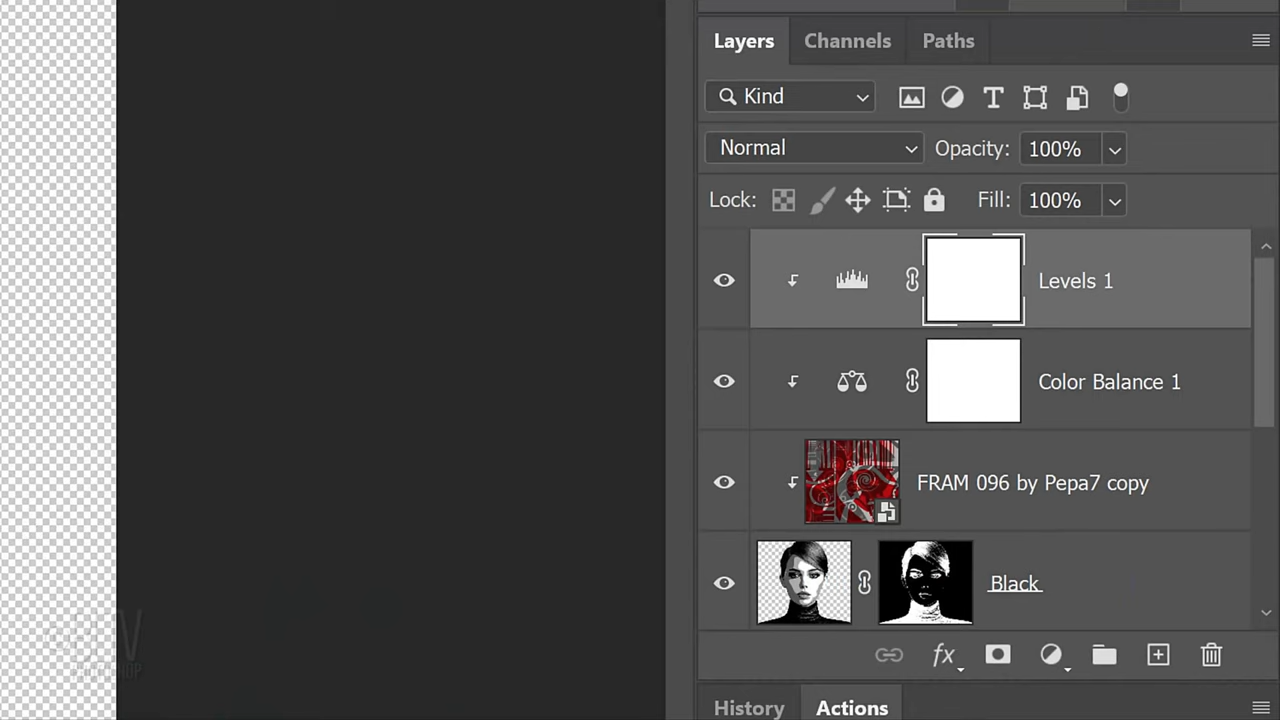 Layers Channels Paths
Kind
Normal Opacity: 100%
Lock: Fill: 100%
Levels 1
Color Balance 1
FRAM 096 by Pepa7 copy
Black
fx
History Actions